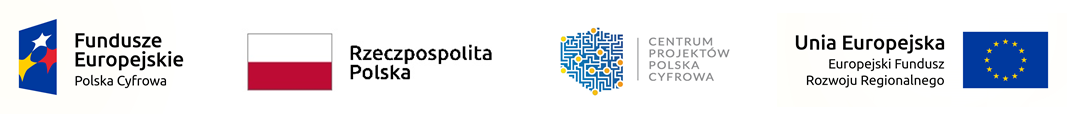 Fundusze
Europejskie
Polska Cyfrowa
Rzeczpospolita
Polska
CENTRUM
PROJEKTÓW
POLSKA
CYFROWA
Unia Europejska
Europejski Fundusz
Rozwoju Regionalnego